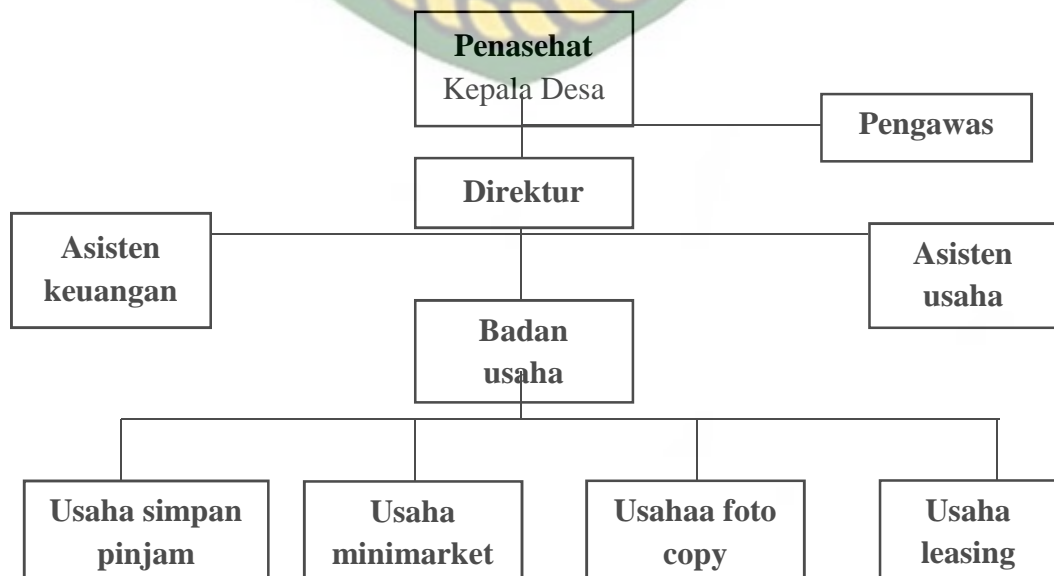 Penasehat
Kepala Desa
Pengawas
Direktur
Asisten
keuangan
Asisten
usaha
Badan
usaha
Usaha simpan
pinjam
Usaha
minimarket
Usahaa foto
copy
Usaha
leasing